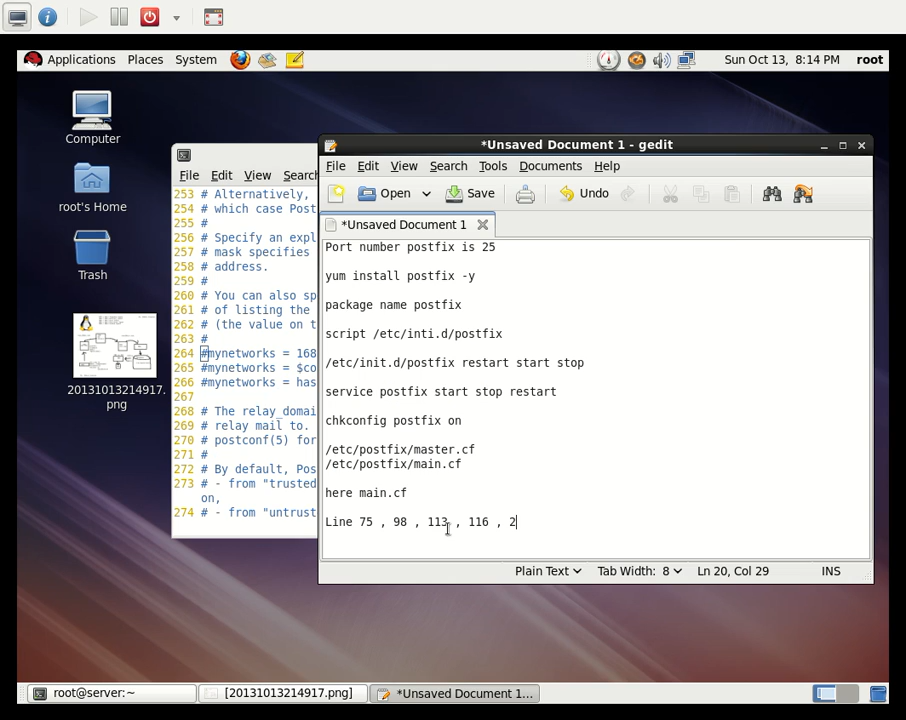 Applications Places System Sun Oct 13, 8:14 PM root
Computer
root's Home
Trash
20131013214917.
png
File Edit View Search
253 # Alternatively,
254 # which case Post
255 #
256 # Specify an expl
257 # mask specifies
258 # address.
259 #
260 # You can also sp
261 # of listing the
262 # (the value on t
263 #
264 #mynetworks = 168
265 #mynetworks = $co
266 #mynetworks = has
267
268 # The relay_domai
269 # relay mail to.
270 # postconf(5) for
271 #
272 # By default, Pos
273 # - from "trusted
on,
274 # - from "untrust
*Unsaved Document 1 - gedit
File Edit View Search Tools Documents Help
Open Save Undo
*Unsaved Document 1
Port number postfix is 25
yum install postfix -y
package name postfix
script /etc/inti.d/postfix
/etc/init.d/postfix restart start stop
service postfix start stop restart
chkconfig postfix on
/etc/postfix/master.cf
/etc/postfix/main.cf
here main.cf
Line 75 , 98 , 113 , 116 , 2
Plain Text Tab Width: 8 Ln 20, Col 29 INS
root@server:~ [20131013214917.png] *Unsaved Document 1...